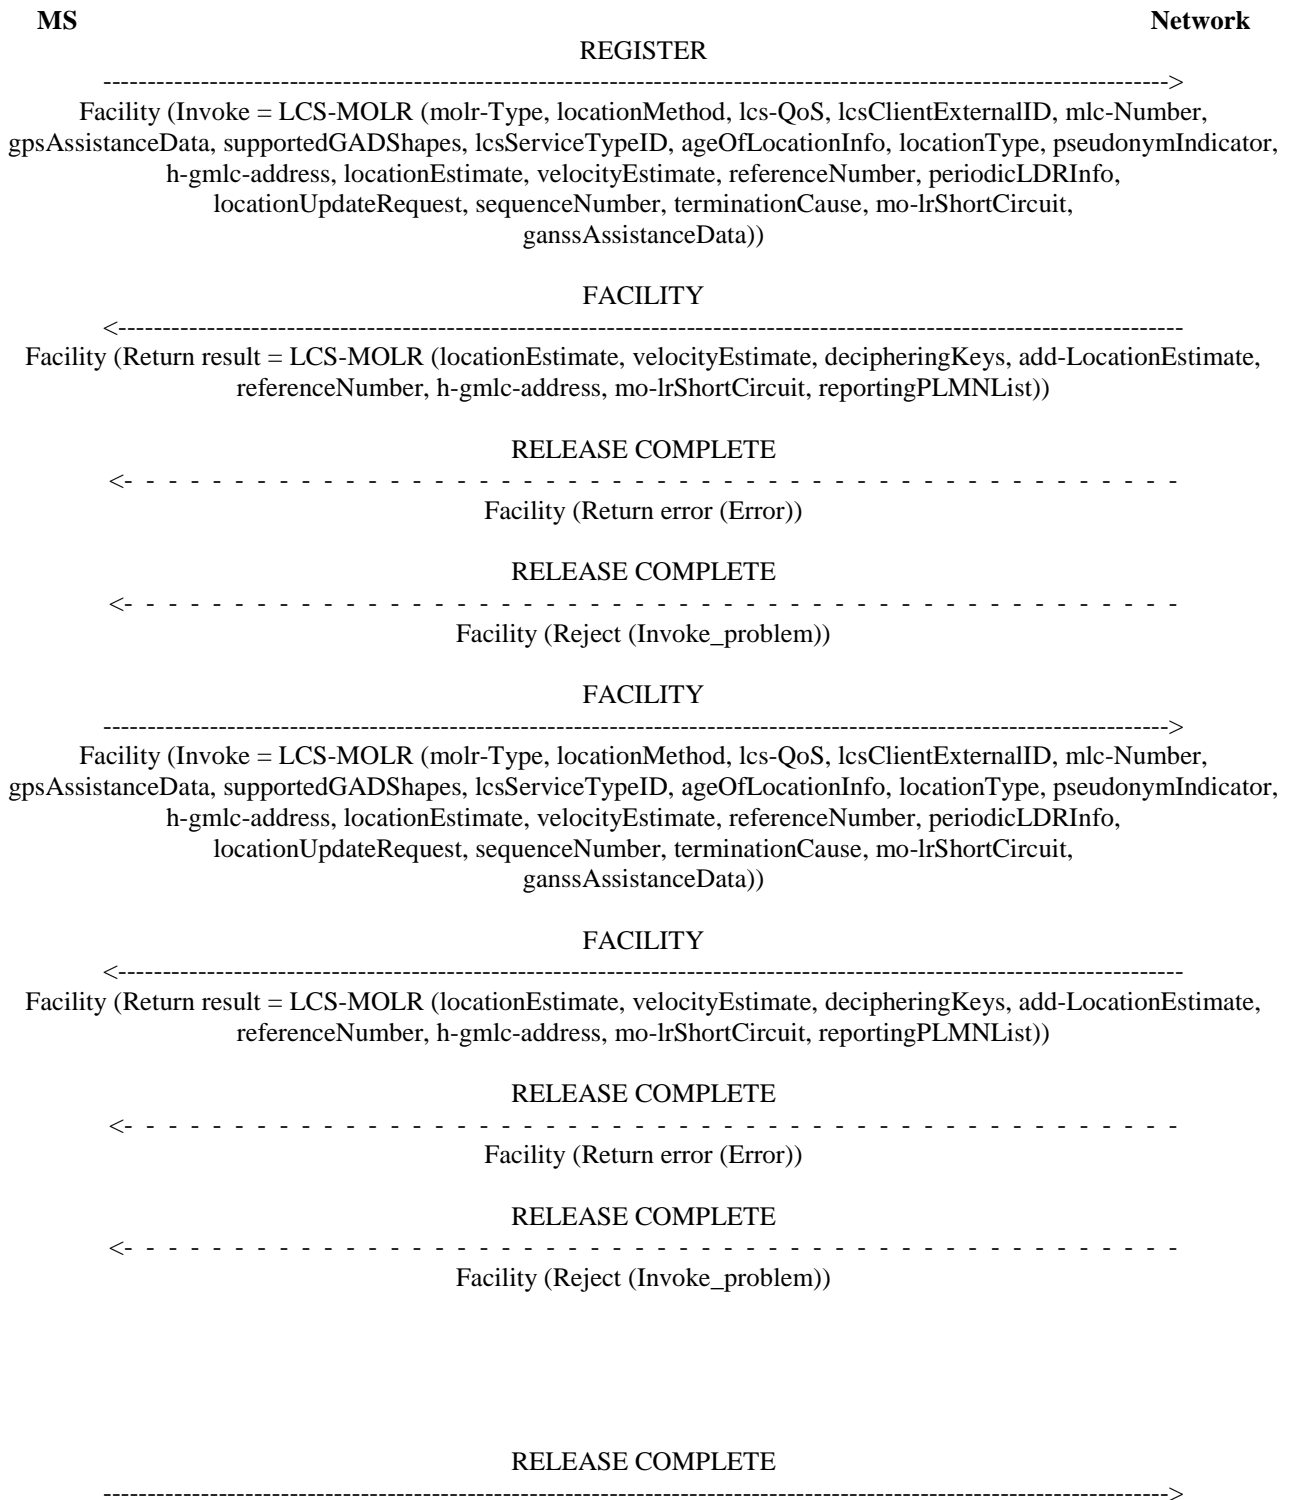 MS Network
REGISTER
------------------------------------------------------------------------------------------------------------------------>
Facility (Invoke = LCS-MOLR (molr-Type, locationMethod, lcs-QoS, lcsClientExternalID, mlc-Number,
gpsAssistanceData, supportedGADShapes, lcsServiceTypeID, ageOfLocationInfo, locationType, pseudonymIndicator,
h-gmlc-address, locationEstimate, velocityEstimate, referenceNumber, periodicLDRInfo,
locationUpdateRequest, sequenceNumber, terminationCause, mo-lrShortCircuit,
ganssAssistanceData))
FACILITY
<------------------------------------------------------------------------------------------------------------------------
Facility (Return result = LCS-MOLR (locationEstimate, velocityEstimate, decipheringKeys, add-LocationEstimate,
referenceNumber, h-gmlc-address, mo-lrShortCircuit, reportingPLMNList))
RELEASE COMPLETE
<- - - - - - - - - - - - - - - - - - - - - - - - - - - - - - - - - - - - - - - - - - - - - - - -
Facility (Return error (Error))
RELEASE COMPLETE
<- - - - - - - - - - - - - - - - - - - - - - - - - - - - - - - - - - - - - - - - - - - - - - - -
Facility (Reject (Invoke_problem))
FACILITY
------------------------------------------------------------------------------------------------------------------------>
Facility (Invoke = LCS-MOLR (molr-Type, locationMethod, lcs-QoS, lcsClientExternalID, mlc-Number,
gpsAssistanceData, supportedGADShapes, lcsServiceTypeID, ageOfLocationInfo, locationType, pseudonymIndicator,
h-gmlc-address, locationEstimate, velocityEstimate, referenceNumber, periodicLDRInfo,
locationUpdateRequest, sequenceNumber, terminationCause, mo-lrShortCircuit,
ganssAssistanceData))
FACILITY
<------------------------------------------------------------------------------------------------------------------------
Facility (Return result = LCS-MOLR (locationEstimate, velocityEstimate, decipheringKeys, add-LocationEstimate,
referenceNumber, h-gmlc-address, mo-lrShortCircuit, reportingPLMNList))
RELEASE COMPLETE
<- - - - - - - - - - - - - - - - - - - - - - - - - - - - - - - - - - - - - - - - - - - - - - - -
Facility (Return error (Error))
RELEASE COMPLETE
<- - - - - - - - - - - - - - - - - - - - - - - - - - - - - - - - - - - - - - - - - - - - - - - -
Facility (Reject (Invoke_problem))
RELEASE COMPLETE
------------------------------------------------------------------------------------------------------------------------>